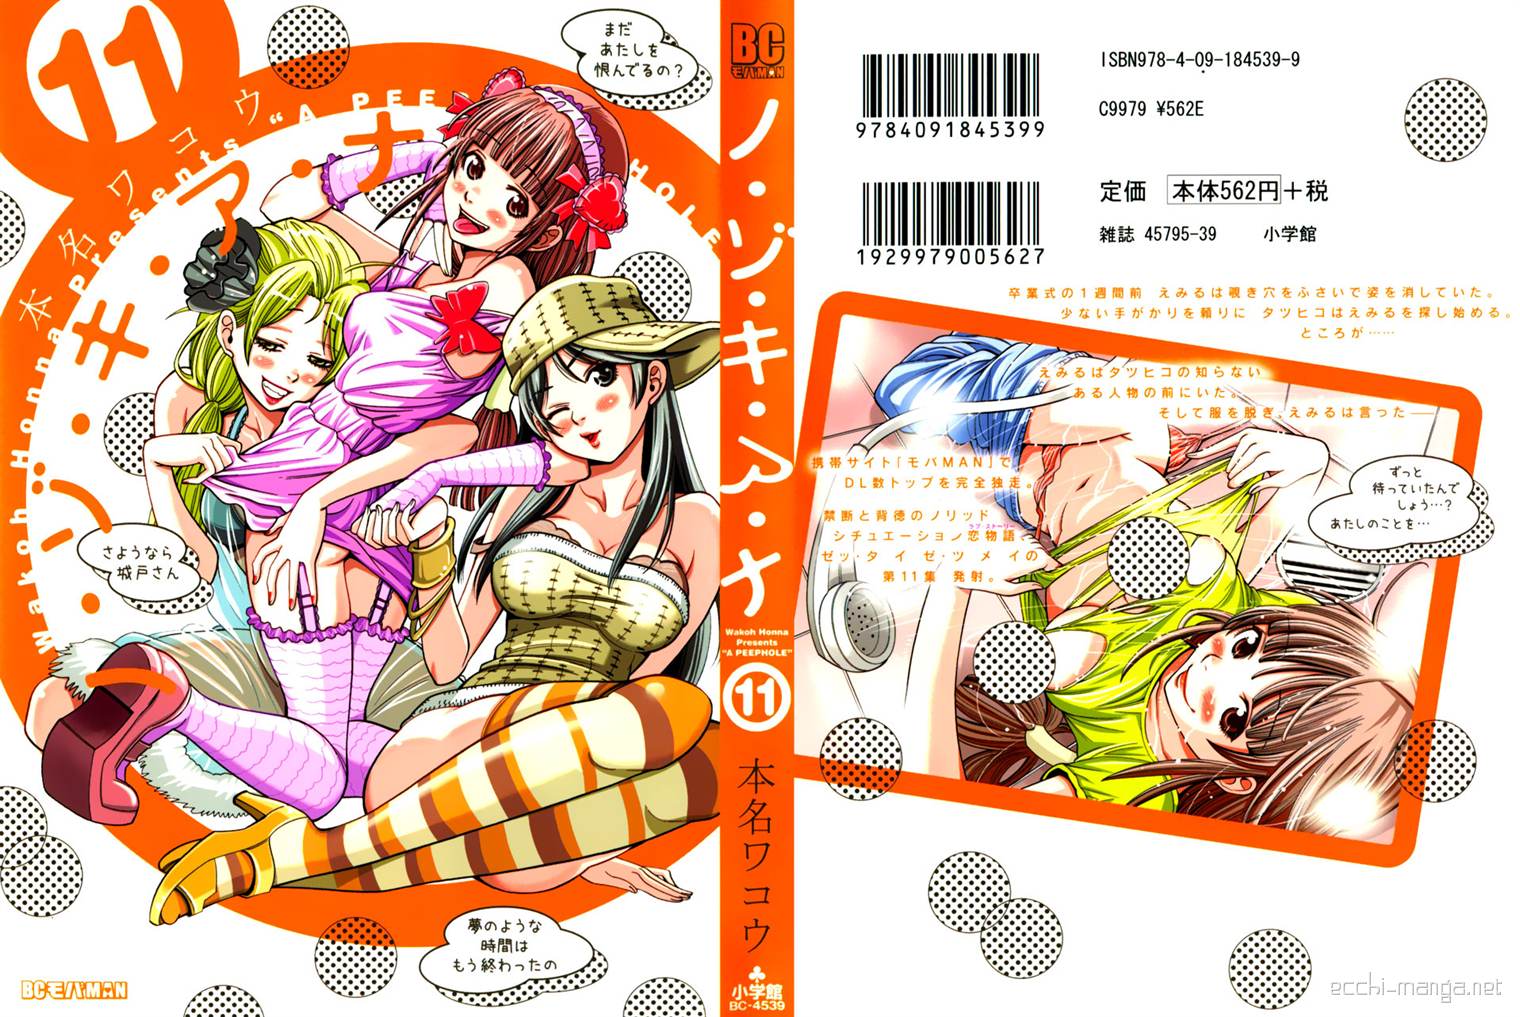 11
本名ワコウ
Wakoh Honna Presents "A PEEPHOLE"
ノ・ゾ・キ・ア・ナ
まだ
あたしを
恨んでるの？
さようなら
城戸さん
夢のような
時間は
もう終わったの
BCモバMAN
BC
モバMAN
ノ・ゾ・キ・ア・ナ
Wakoh Honna
Presents
"A PEEPHOLE"
11
本名ワコウ
小学館
BC-4539
9784091845399
1929979005627
ISBN978-4-09-184539-9
C9979 ¥562E
定価 本体562円+税
雑誌 45795-39 小学館
卒業式の1週間前 えみるは覗き穴をふさいで姿を消していた。
少ない手がかりを頼りに タツヒコはえみるを探し始める。
ところが……
えみるはタツヒコの知らない
ある人物の前にいた。
そして服を脱ぎ、えみるは言った――
ずっと
待っていたんで
しょう…？
あたしのことを…
携帯サイト「モバMAN」で
DL数トップを完全独走。
禁断と背徳のソリッド
シチュエーション恋物語、
ラブ・ストーリー
ゼッ・タ イ ゼ・ツ メ イの
第11集 発射。
ecchi-manga.net